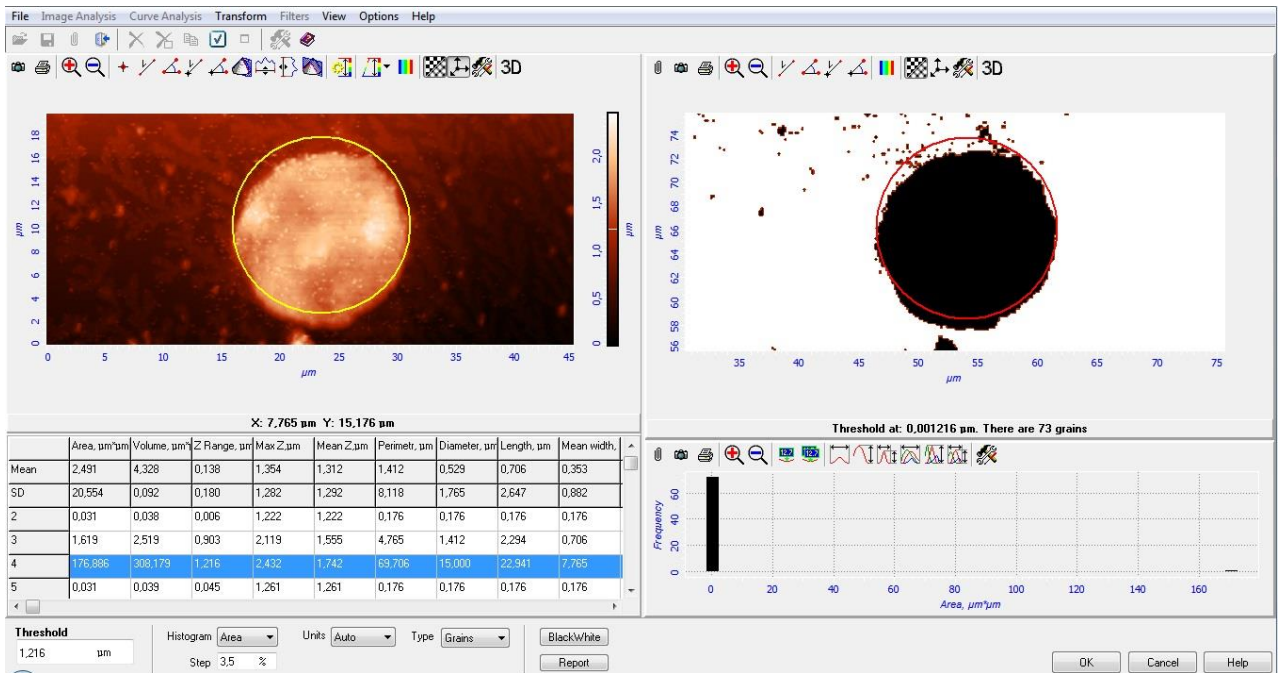 File Image Analysis Curve Analysis Transform Filters View Options Help
3D
3D
18
16
14
12
10
8
6
4
2
0
µm
0 5 10 15 20 25 30 35 40 45
µm
2,0
1,5
1,0
0,5
0
µm
74
72
70
68
66
64
62
60
58
56
µm
35 40 45 50 55 60 65 70 75
µm
X: 7,765 µm Y: 15,176 µm
Threshold at: 0,001216 µm. There are 73 grains
Area, µm*µm Volume, µm* Z Range, µm Max Z,µm Mean Z,µm Perimetr, µm Diameter, µm Length, µm Mean width,
Mean 2,491 4,328 0,138 1,354 1,312 1,412 0,529 0,706 0,353
SD 20,554 0,092 0,180 1,282 1,292 8,118 1,765 2,647 0,882
2 0,031 0,038 0,006 1,222 1,222 0,176 0,176 0,176 0,176
3 1,619 2,519 0,903 2,119 1,555 4,765 1,412 2,294 0,706
4 176,886 308,179 1,216 2,432 1,742 69,706 15,000 22,941 7,765
5 0,031 0,039 0,045 1,261 1,261 0,176 0,176 0,176 0,176
60
40
20
0
Frequency
0 20 40 60 80 100 120 140 160
Area, µm*µm
Threshold
1,216 µm
Histogram Area Units Auto Type Grains BlackWhite
Step 3,5 % Report
OK Cancel Help